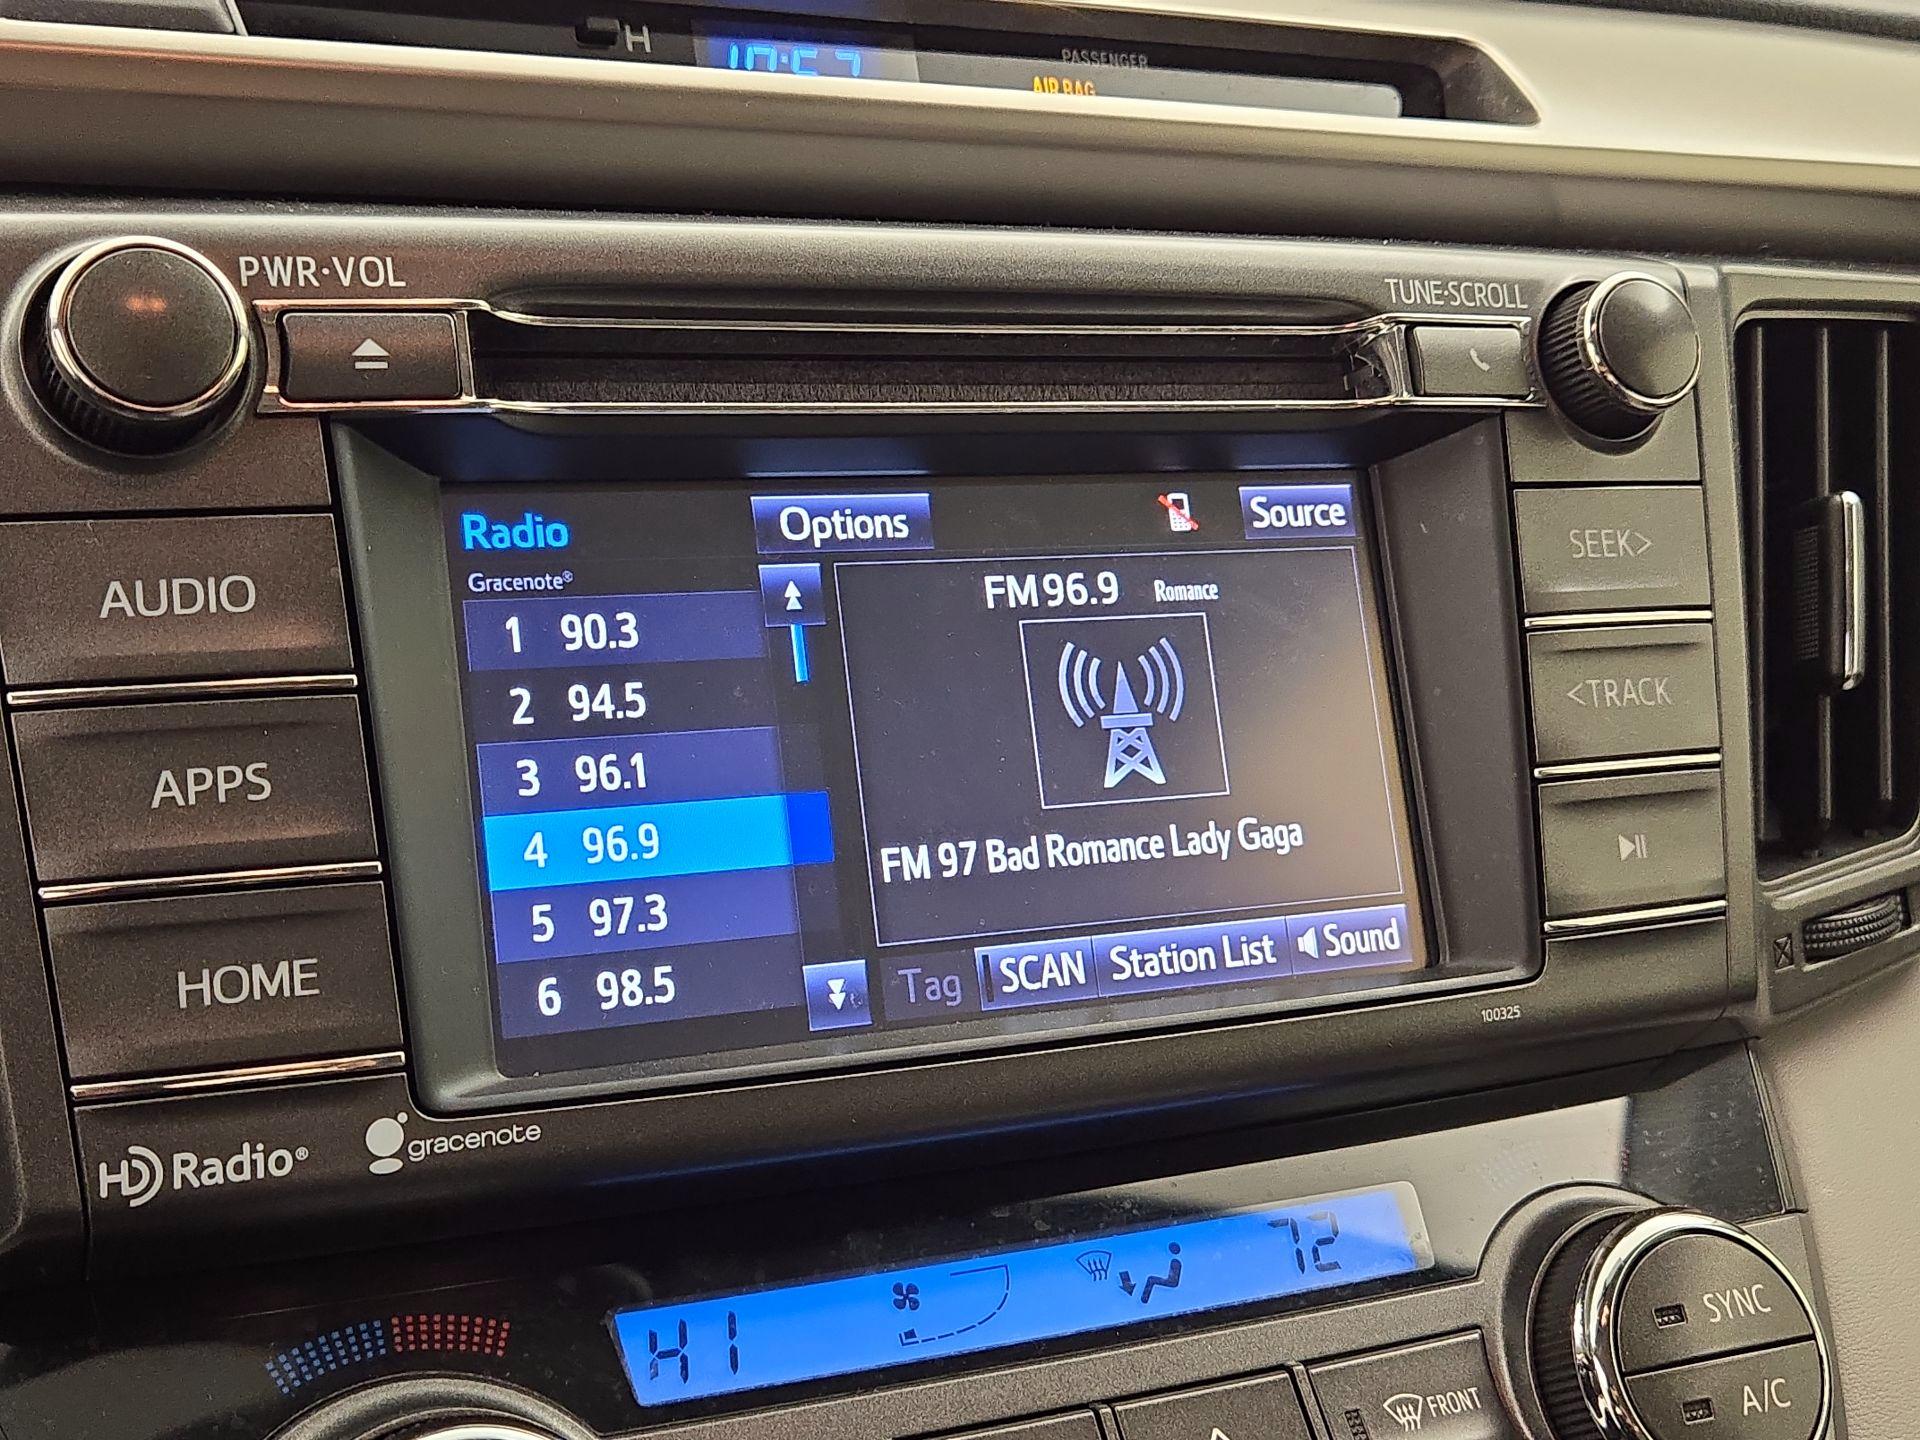 H
10:57
PASSENGER
AIR BAG
PWR·VOL
TUNE·SCROLL
AUDIO
APPS
HOME
SEEK>
<TRACK
Radio
Options
Source
Gracenote®
1 90.3
2 94.5
3 96.1
4 96.9
5 97.3
6 98.5
FM 96.9 Romance
FM 97 Bad Romance Lady Gaga
Tag SCAN Station List Sound
100325
HD Radio®
gracenote
HI
72
SYNC
A/C
FRONT